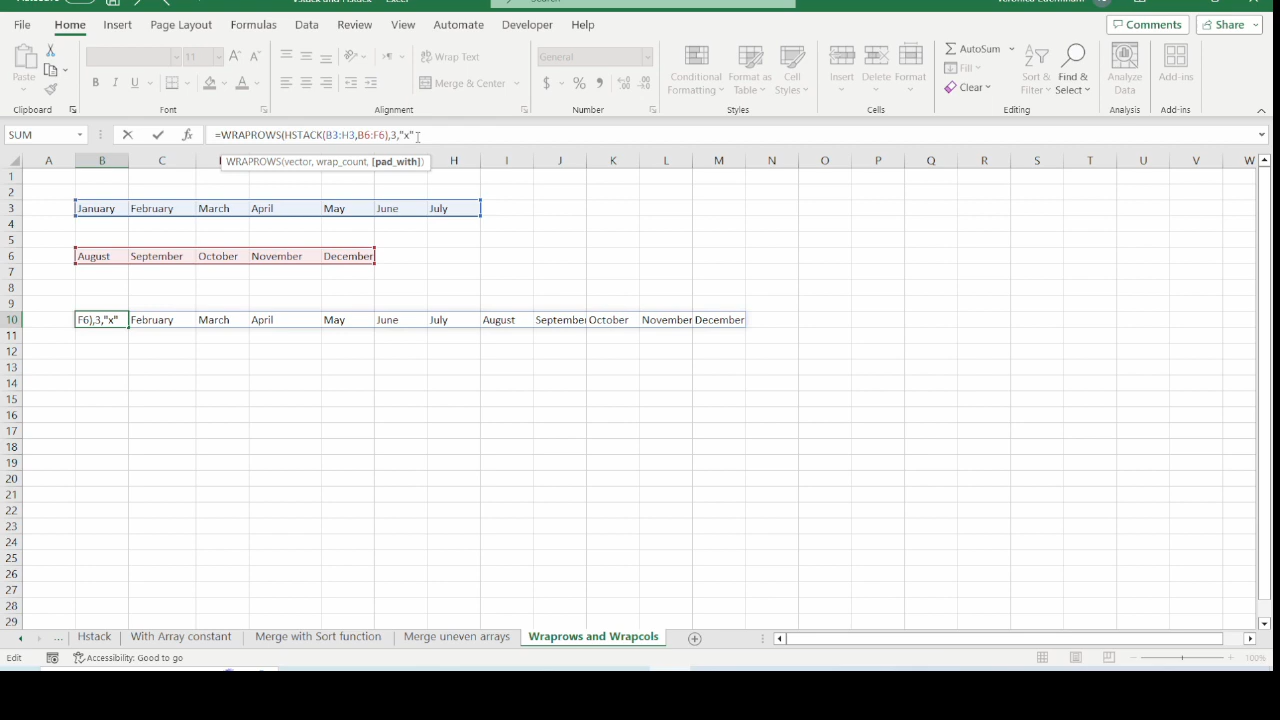 File Home Insert Page Layout Formulas Data Review View Automate Developer Help Comments Share
11 Wrap Text General AutoSum
Paste Conditional Format as Cell Insert Delete Format Fill Sort & Find & Analyze Add-ins
B I U Merge & Center $ % Formatting Table Styles Clear Filter Select Data
Clipboard Font Alignment Number Styles Cells Editing Analysis Add-ins
SUM fx =WRAPROWS(HSTACK(B3:H3,B6:F6),3,"x"
WRAPROWS(vector, wrap_count, [pad_with])
A B C H I J K L M N O P Q R S T U V W
1
2
3 January February March April May June July
4
5
6 August September October November December
7
8
9
10 F6),3,"x" February March April May June July August September October November December
11
12
13
14
15
16
17
18
19
20
21
22
23
24
25
26
27
28
29
... Hstack With Array constant Merge with Sort function Merge uneven arrays Wraprows and Wrapcols
Edit Accessibility: Good to go 100%